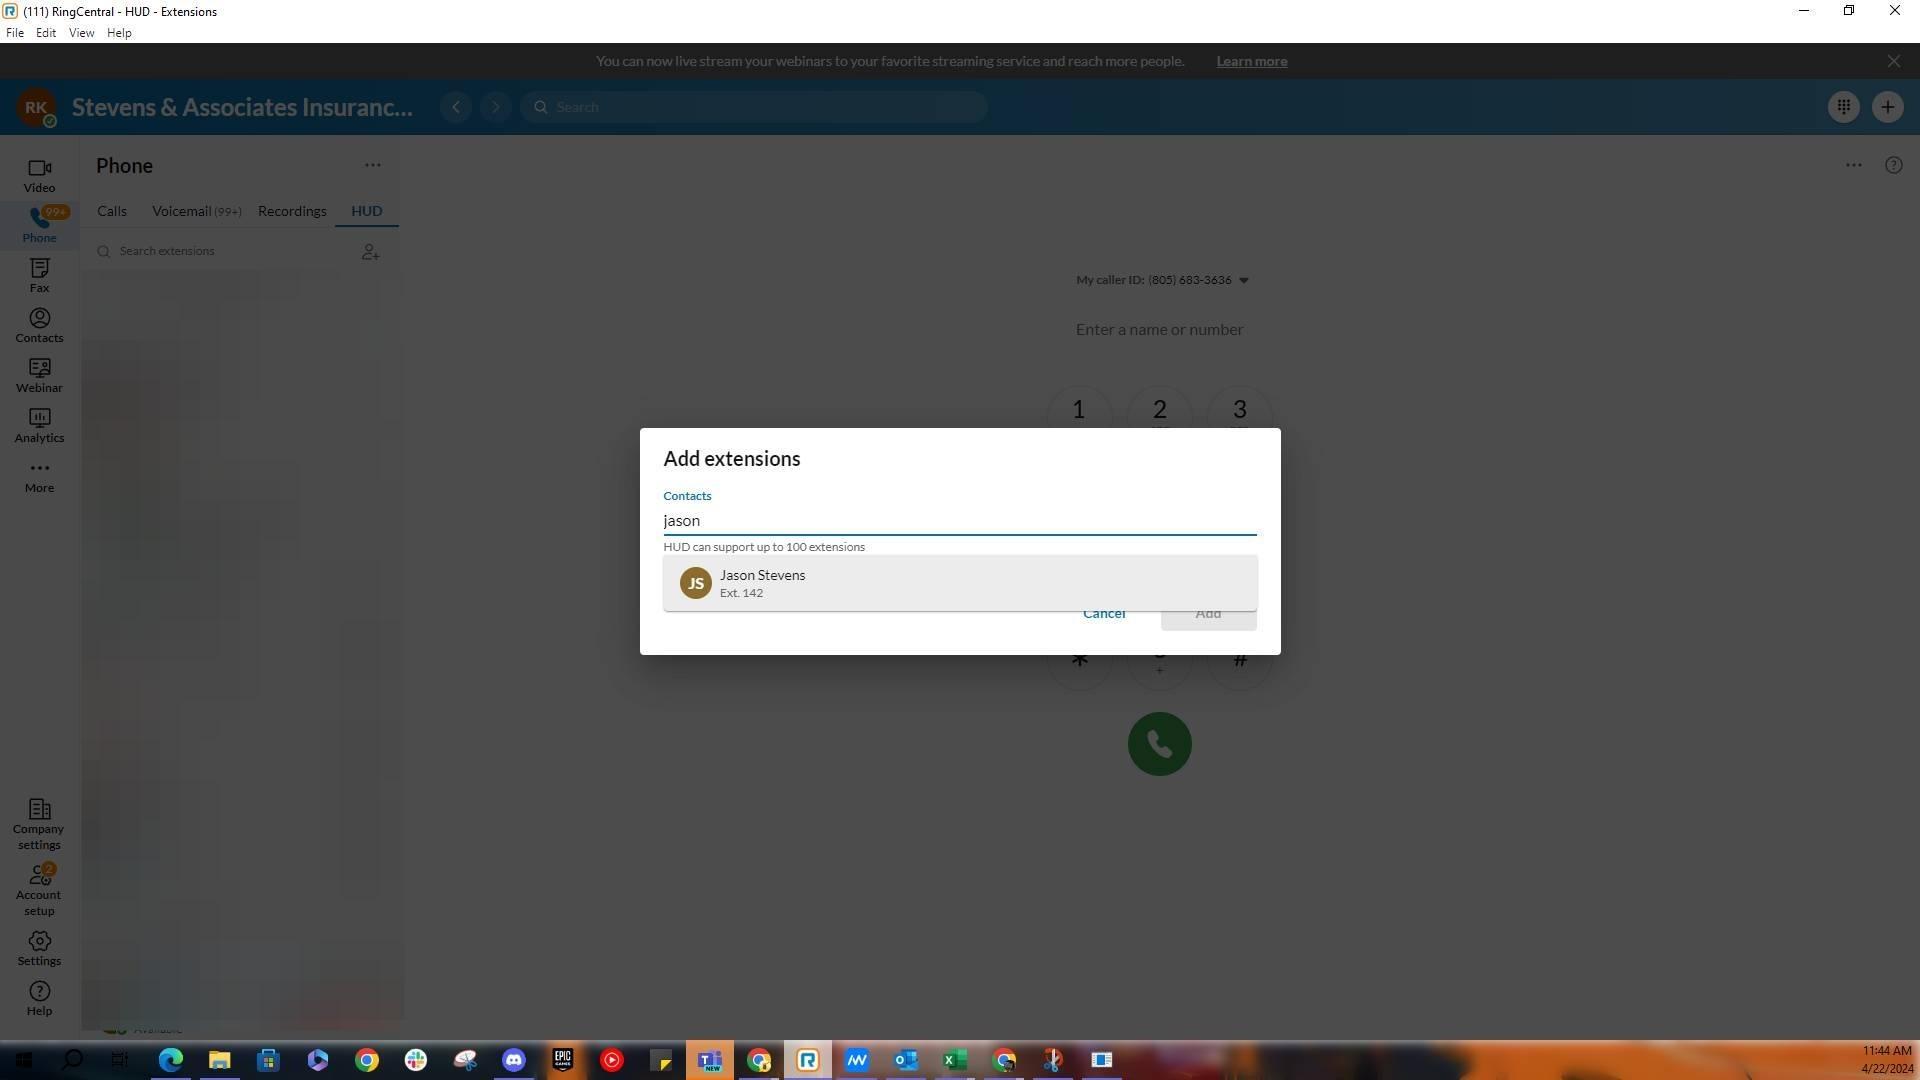 (111) RingCentral - HUD - Extensions
File Edit View Help
You can now live stream your webinars to your favorite streaming service and reach more people. Learn more
RK Stevens & Associates Insuranc... Search
Phone
Video
Calls Voicemail (99+) Recordings HUD
99+
Phone
Search extensions
Fax
Contacts
Webinar
Analytics
More
My caller ID: (805) 683-3636
Enter a name or number
1 2 3
Add extensions
Contacts
jason
HUD can support up to 100 extensions
JS Jason Stevens
Ext. 142
Cancel Add
* #
+
Company
settings
2
Account
setup
Settings
Help
Available
EPIC
GAMES
NEW
11:44 AM
4/22/2024